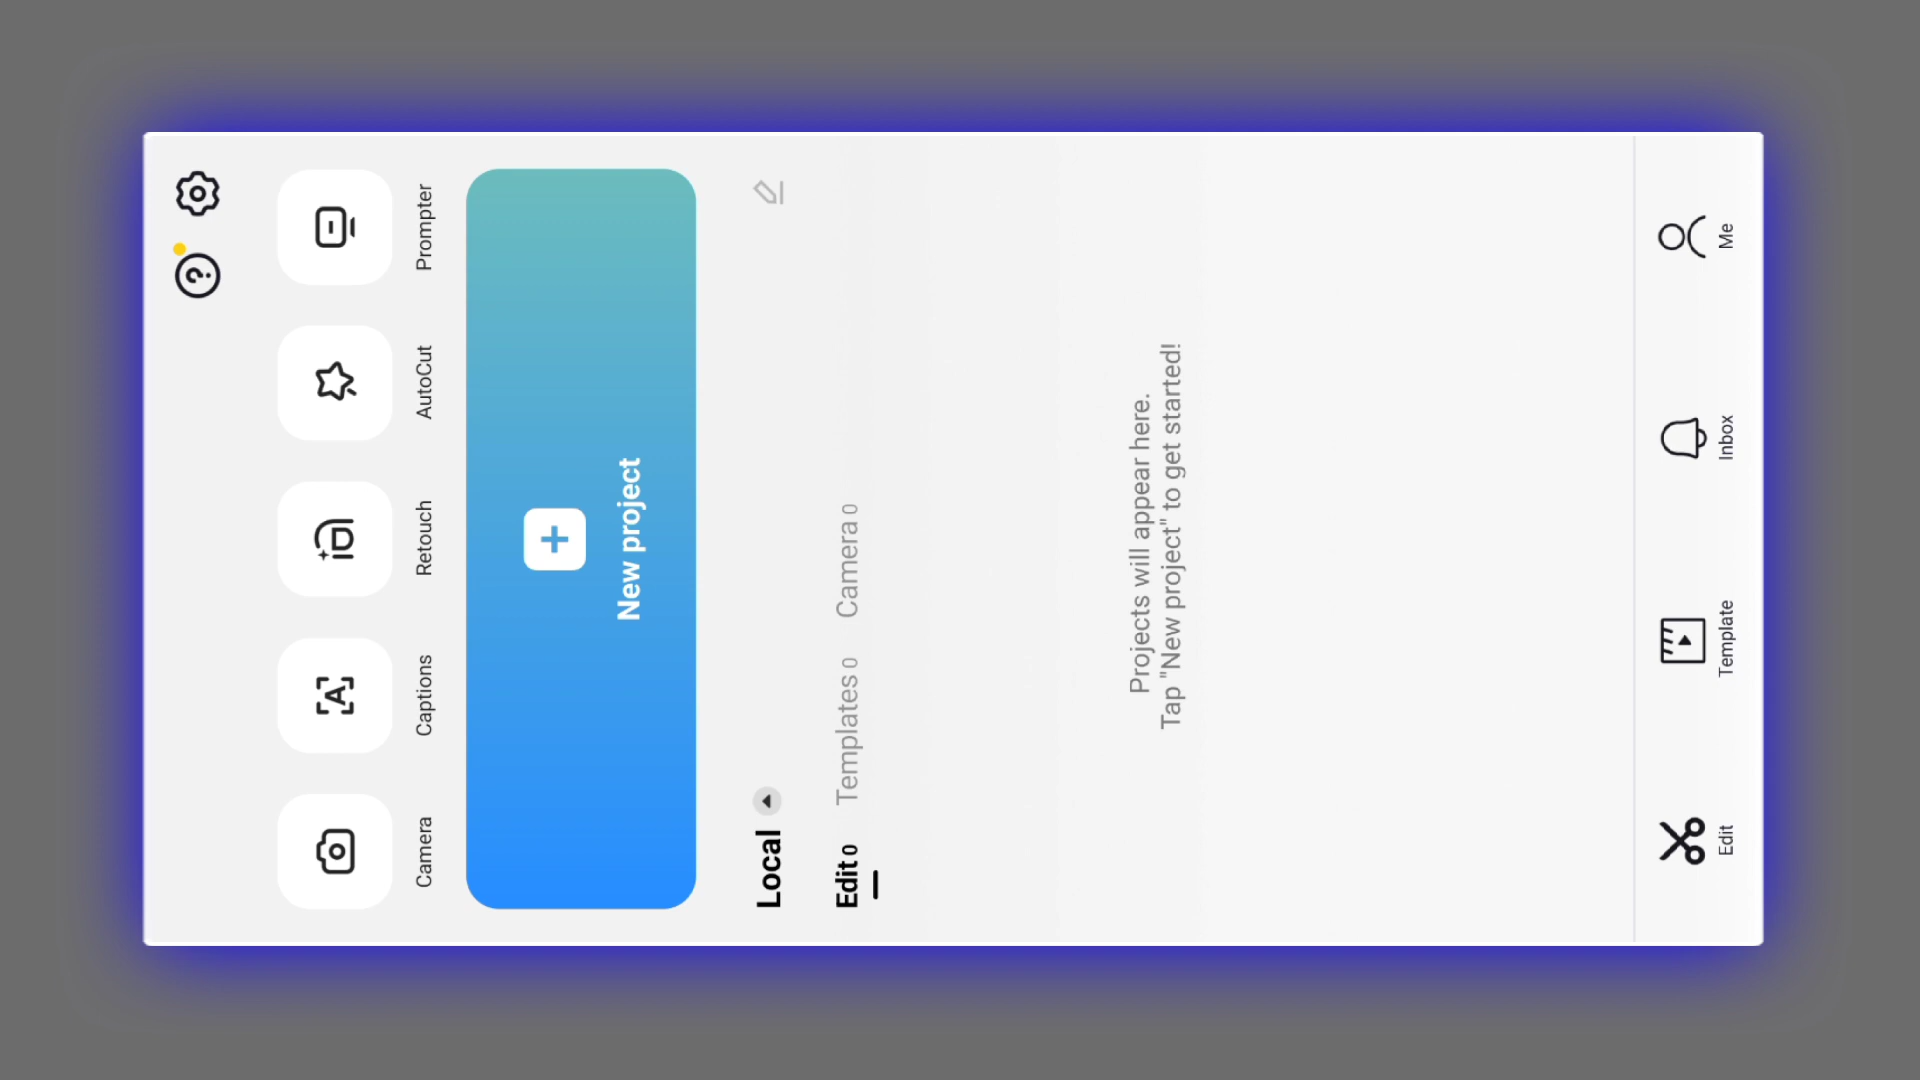 Camera
Captions
Retouch
AutoCut
Prompter
New project
Local
Edit 0
Templates 0
Camera 0
Projects will appear here.
Tap "New project" to get started!
Edit
Template
Inbox
Me